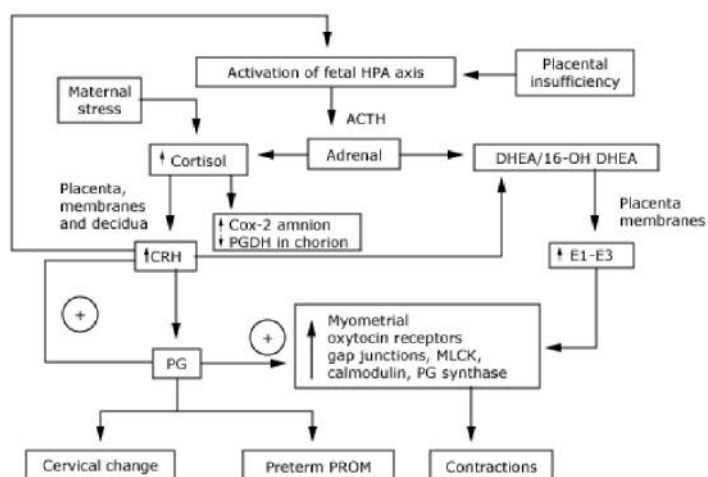 Activation of fetal HPA axis
Placental
insufficiency
Maternal
stress
ACTH
Cortisol
Adrenal
DHEA/16-OH DHEA
Placenta,
membranes
and decidua
Placenta
membranes
Cox-2 amnion
PGDH in chorion
CRH
E1-E3
+
+
Myometrial
oxytocin receptors
gap junctions, MLCK,
calmodulin, PG synthase
PG
Cervical change
Preterm PROM
Contractions